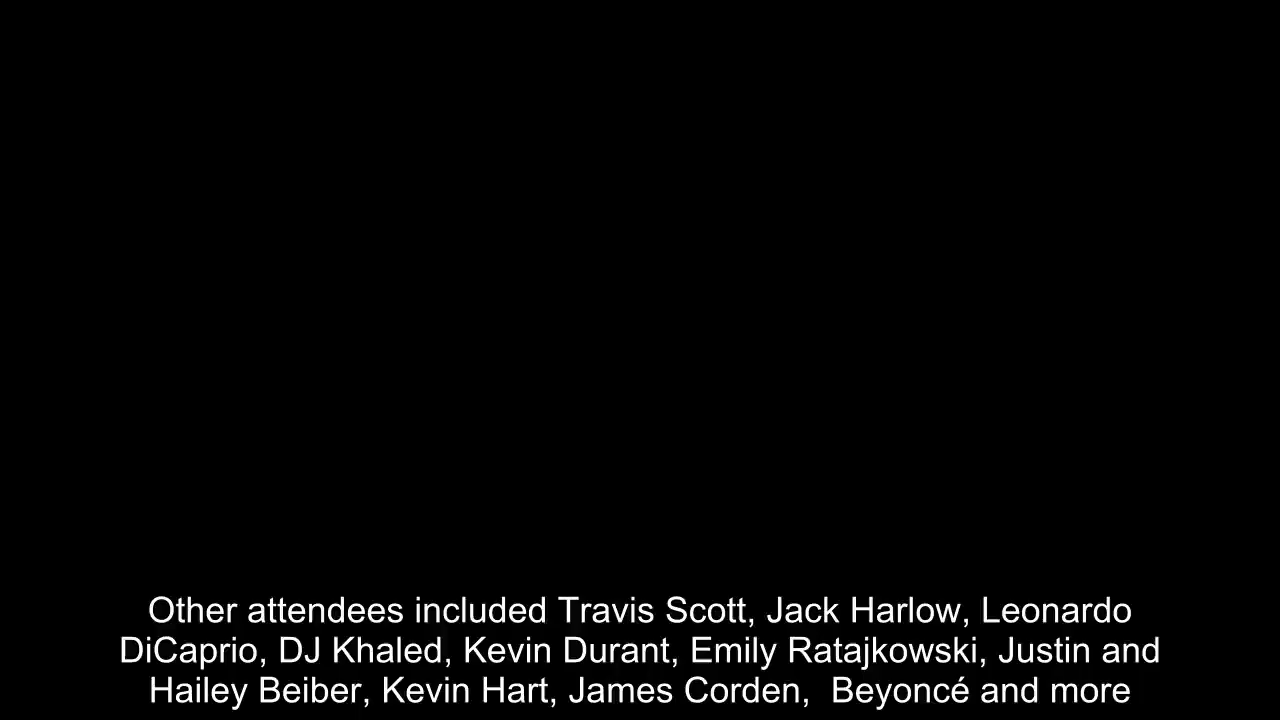 Other attendees included Travis Scott, Jack Harlow, Leonardo
DiCaprio, DJ Khaled, Kevin Durant, Emily Ratajkowski, Justin and
Hailey Beiber, Kevin Hart, James Corden,  Beyoncé and more